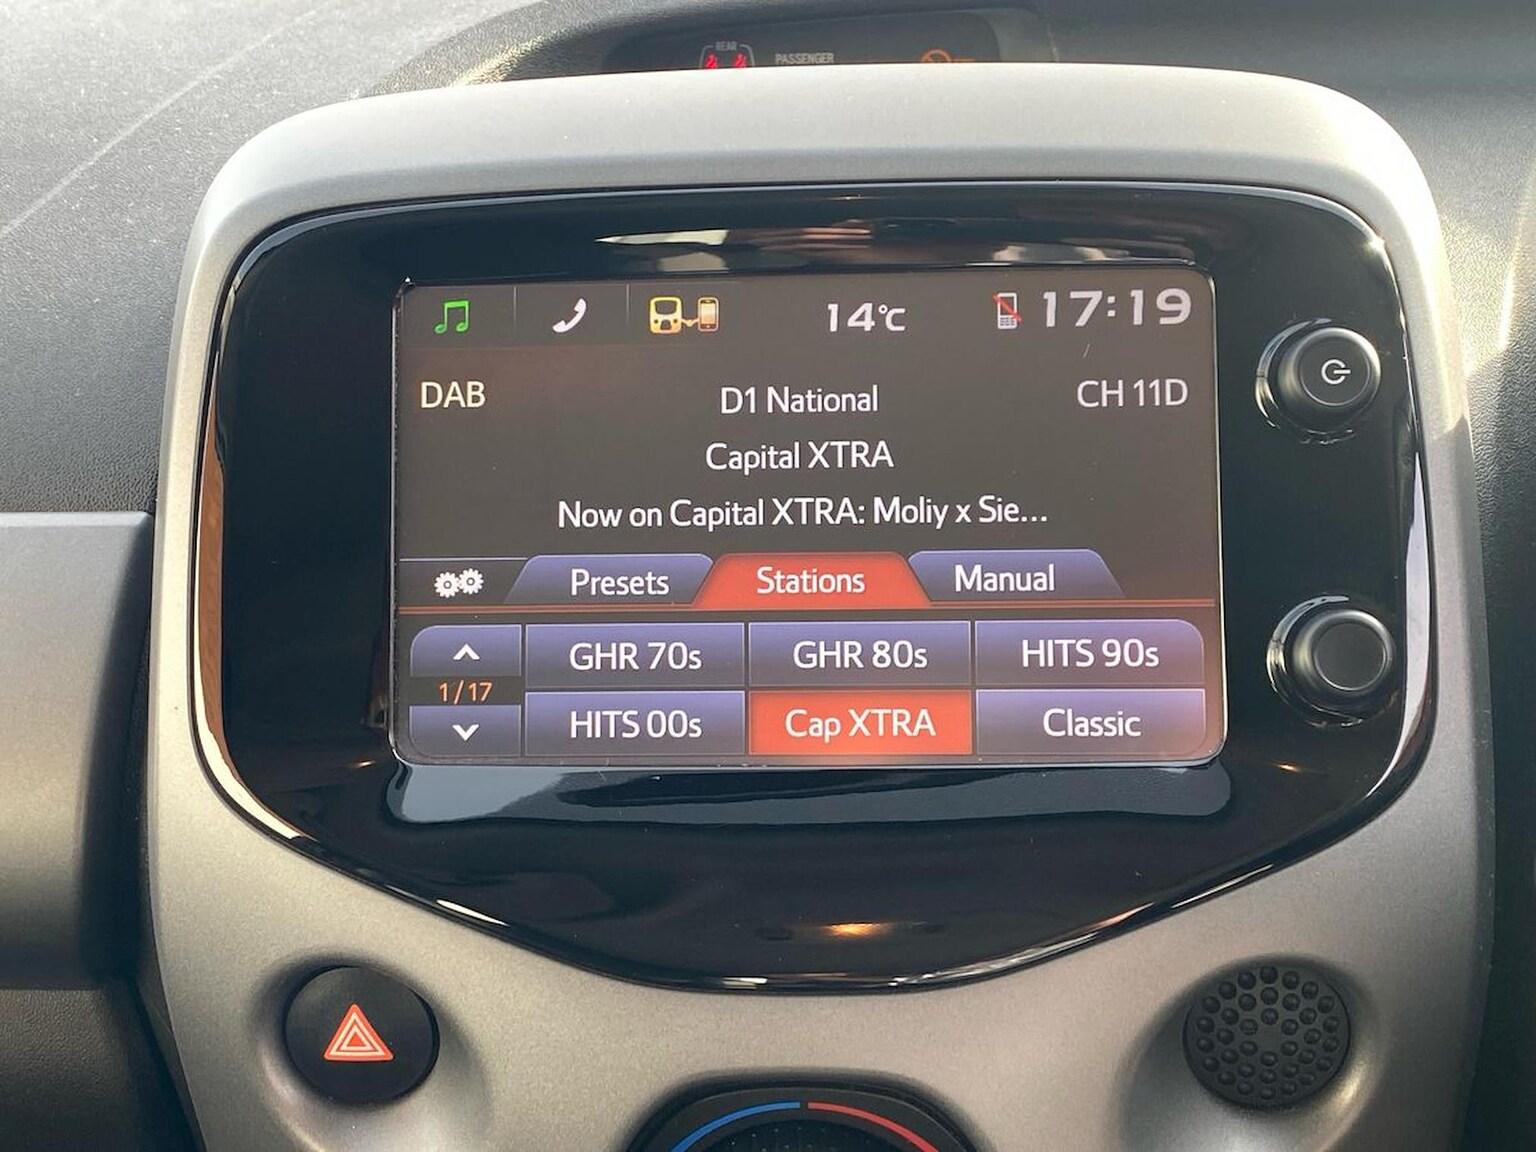 REAR PASSENGER
14°C 17:19
DAB D1 National CH 11D
Capital XTRA
Now on Capital XTRA: Moliy x Sie...
Presets Stations Manual
GHR 70s GHR 80s HITS 90s
1/17
HITS 00s Cap XTRA Classic